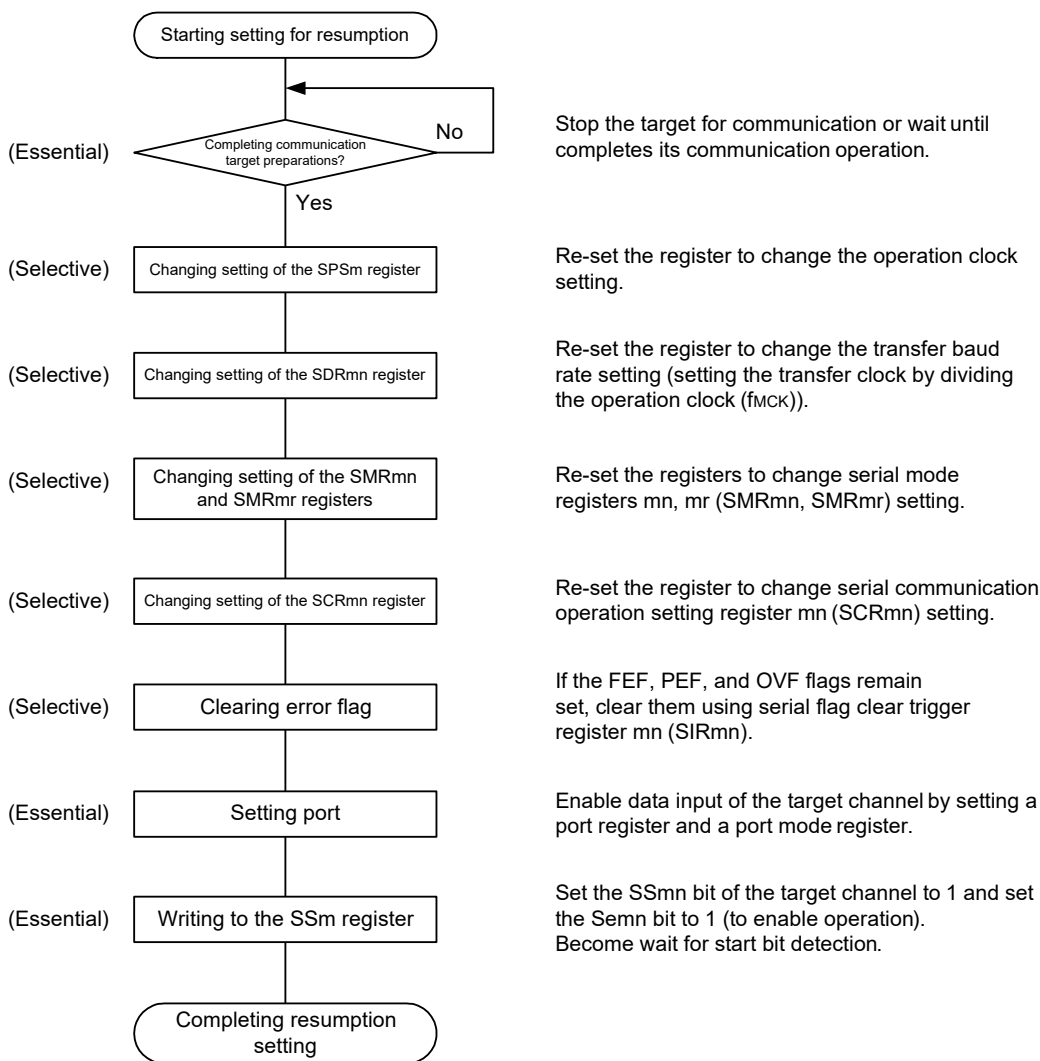 Starting setting for resumption
(Essential)
Completing communication
target preparations?
No
Yes
Stop the target for communication or wait until
completes its communication operation.
(Selective)
Changing setting of the SPSm register
Re-set the register to change the operation clock
setting.
(Selective)
Changing setting of the SDRmn register
Re-set the register to change the transfer baud
rate setting (setting the transfer clock by dividing
the operation clock (fMCK)).
(Selective)
Changing setting of the SMRmn
and SMRmr registers
Re-set the registers to change serial mode
registers mn, mr (SMRmn, SMRmr) setting.
(Selective)
Changing setting of the SCRmn register
Re-set the register to change serial communication
operation setting register mn (SCRmn) setting.
(Selective)
Clearing error flag
If the FEF, PEF, and OVF flags remain
set, clear them using serial flag clear trigger
register mn (SIRmn).
(Essential)
Setting port
Enable data input of the target channel by setting a
port register and a port mode register.
(Essential)
Writing to the SSm register
Set the SSmn bit of the target channel to 1 and set
the Semn bit to 1 (to enable operation).
Become wait for start bit detection.
Completing resumption
setting